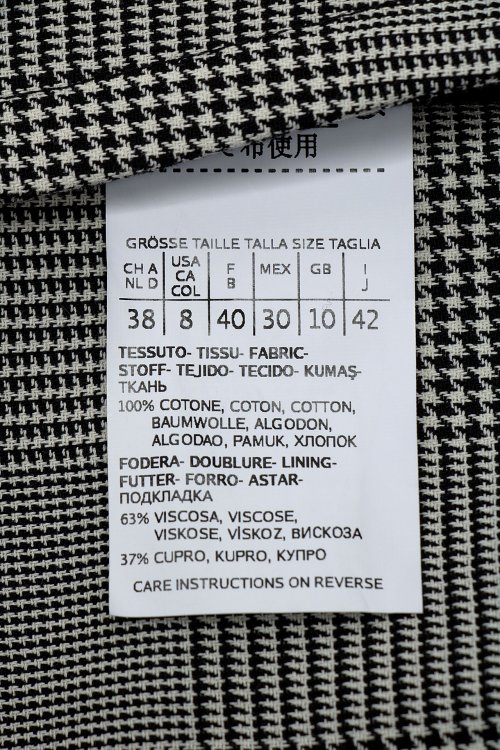 布使用
GRÖSSE TAILLE TALLA SIZE TAGLIA
CH A NL D | USA CA COL | F B | MEX | GB | I J
38 | 8 | 40 | 30 | 10 | 42
TESSUTO- TISSU- FABRIC-
STOFF- TEJIDO- TECIDO- KUMAŞ-
ТКАНЬ
100% COTONE, COTON, COTTON,
BAUMWOLLE, ALGODON,
ALGODAO, PAMUK, ХЛОПОК
FODERA- DOUBLURE- LINING-
FUTTER- FORRO- ASTAR-
ПОДКЛАДКА
63% VISCOSA, VISCOSE,
VISKOSE, VİSKOZ, ВИСКОЗА
37% CUPRO, KUPRO, КУПРО
CARE INSTRUCTIONS ON REVERSE